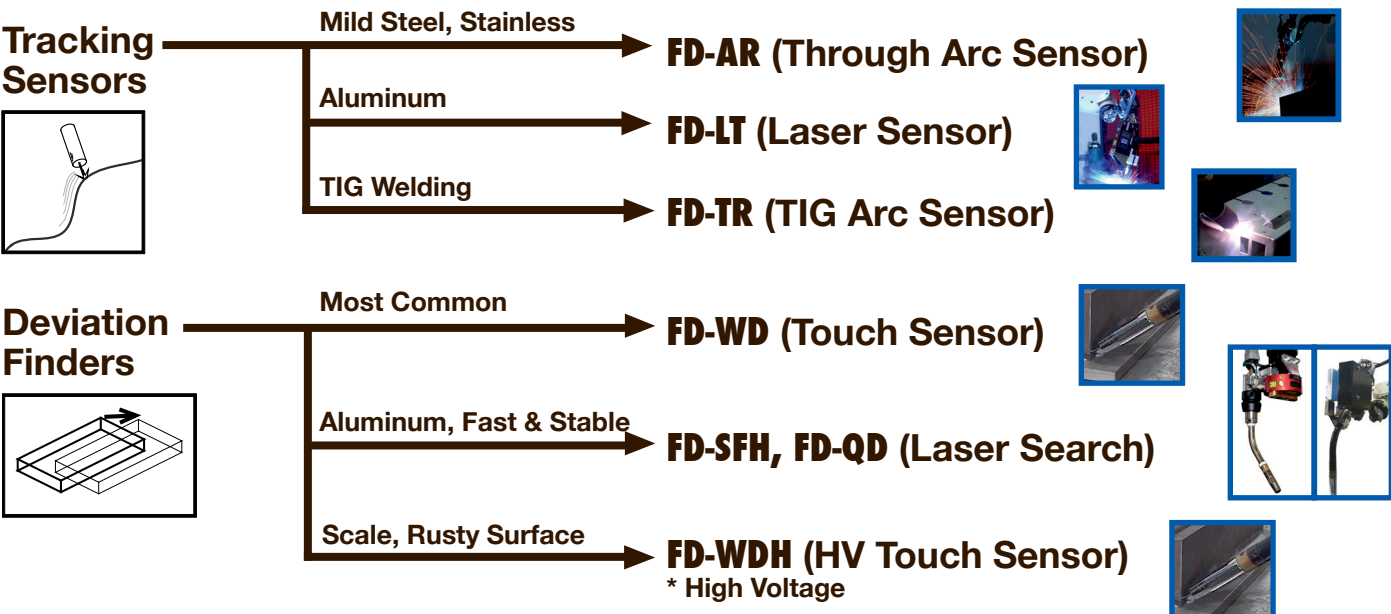 Tracking
Sensors
Mild Steel, Stainless
FD-AR (Through Arc Sensor)
Aluminum
FD-LT (Laser Sensor)
TIG Welding
FD-TR (TIG Arc Sensor)
Deviation
Finders
Most Common
FD-WD (Touch Sensor)
Aluminum, Fast & Stable
FD-SFH, FD-QD (Laser Search)
Scale, Rusty Surface
FD-WDH (HV Touch Sensor)
* High Voltage